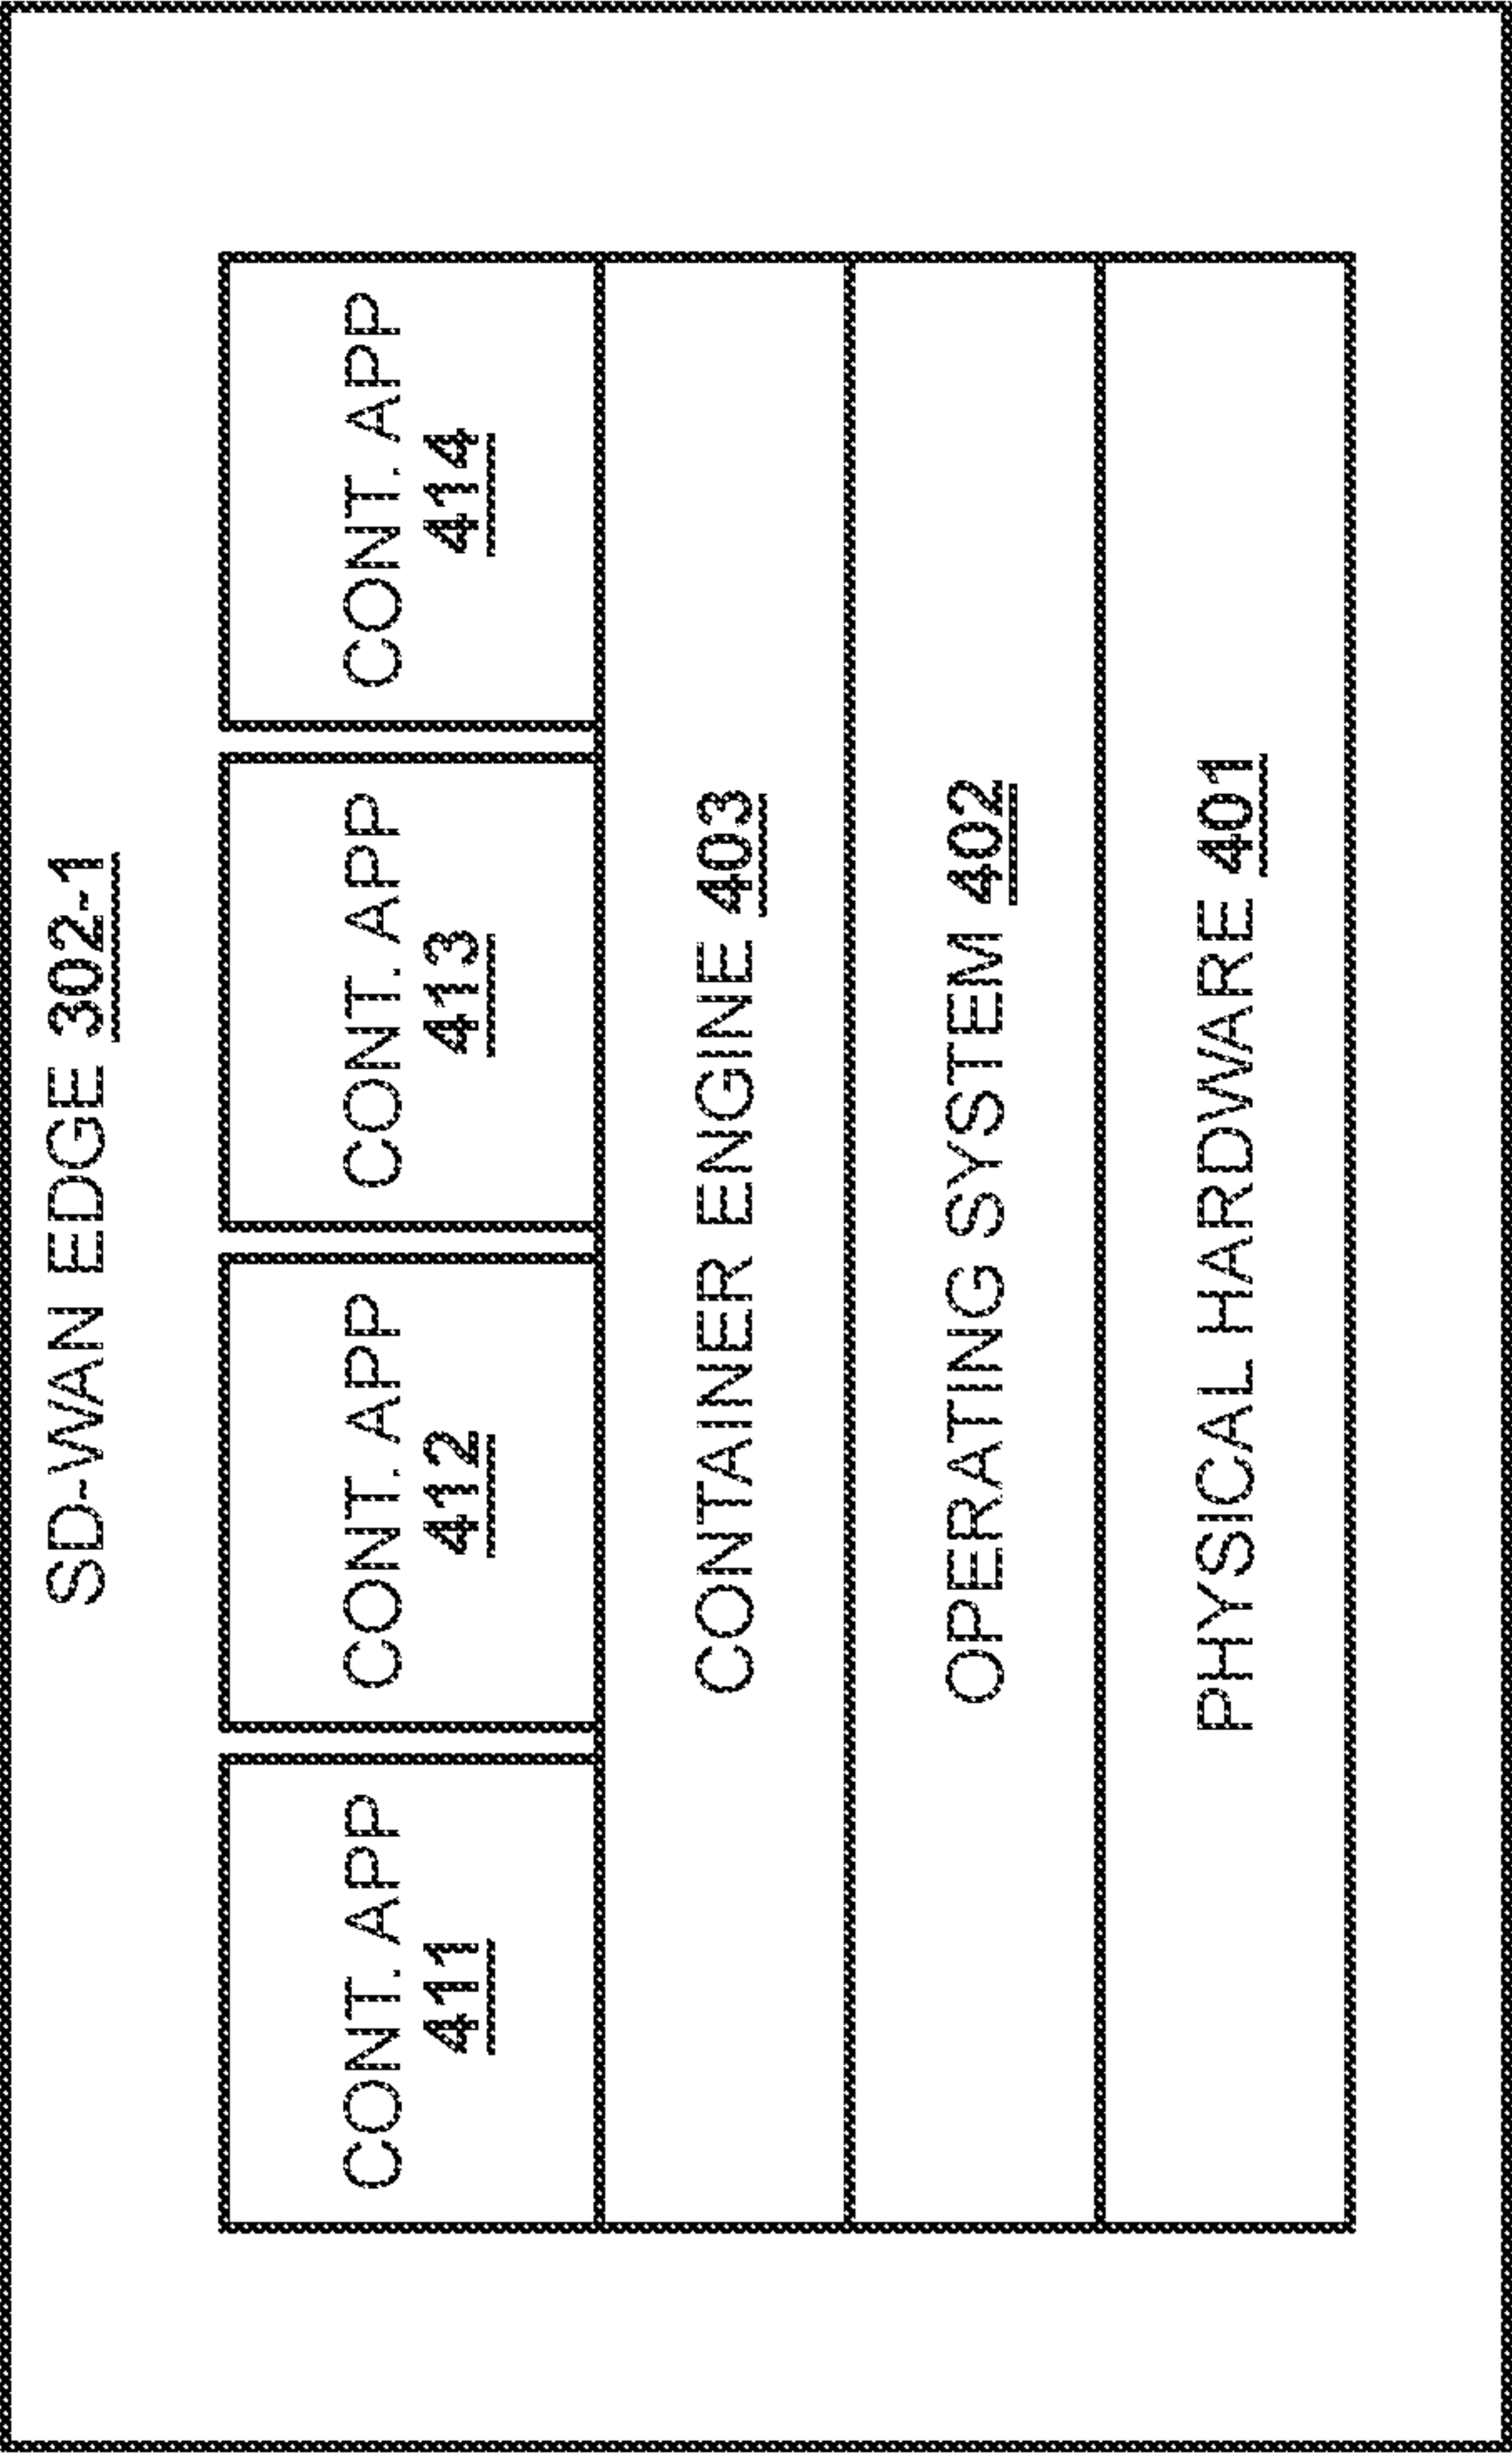 SD-WAN EDGE 302-1
CONT. APP
411
CONT. APP
412
CONT. APP
413
CONT. APP
414
CONTAINER ENGINE 403
OPERATING SYSTEM 402
PHYSICAL HARDWARE 401